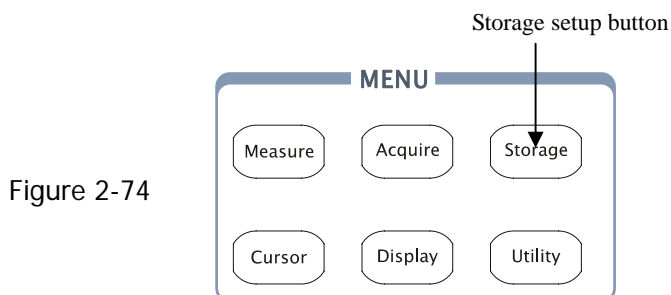 Storage setup button
MENU
Measure Acquire Storage
Figure 2-74
Cursor Display Utility